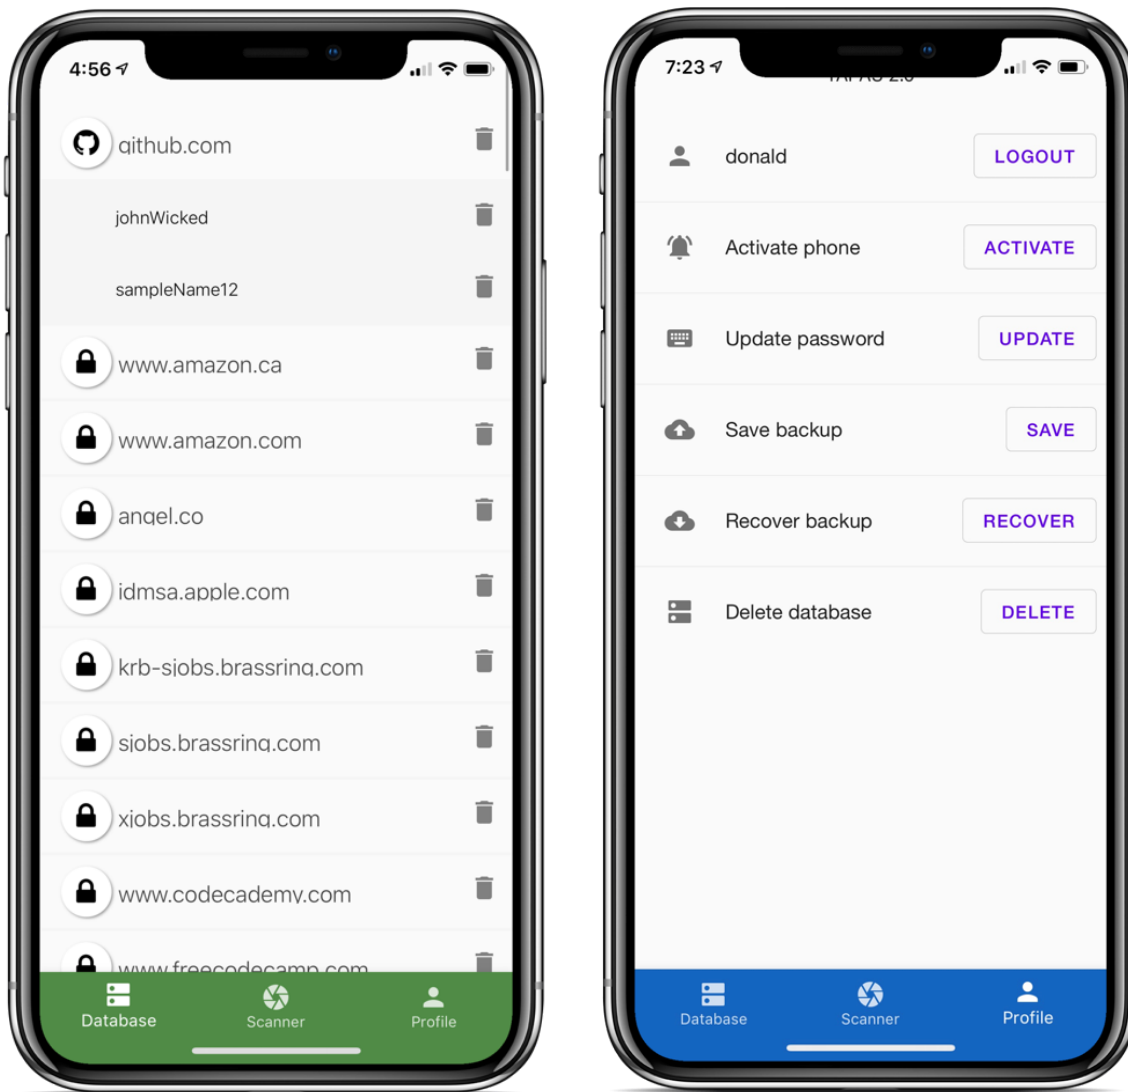 4:56
github.com
johnWicked
sampleName12
www.amazon.ca
www.amazon.com
angel.co
idmsa.apple.com
krb-sjobs.brassring.com
sjobs.brassring.com
xjobs.brassring.com
www.codecademy.com
www.freecodecamp.com
Database Scanner Profile
7:23
TAPAS 2.0
donald LOGOUT
Activate phone ACTIVATE
Update password UPDATE
Save backup SAVE
Recover backup RECOVER
Delete database DELETE
Database Scanner Profile